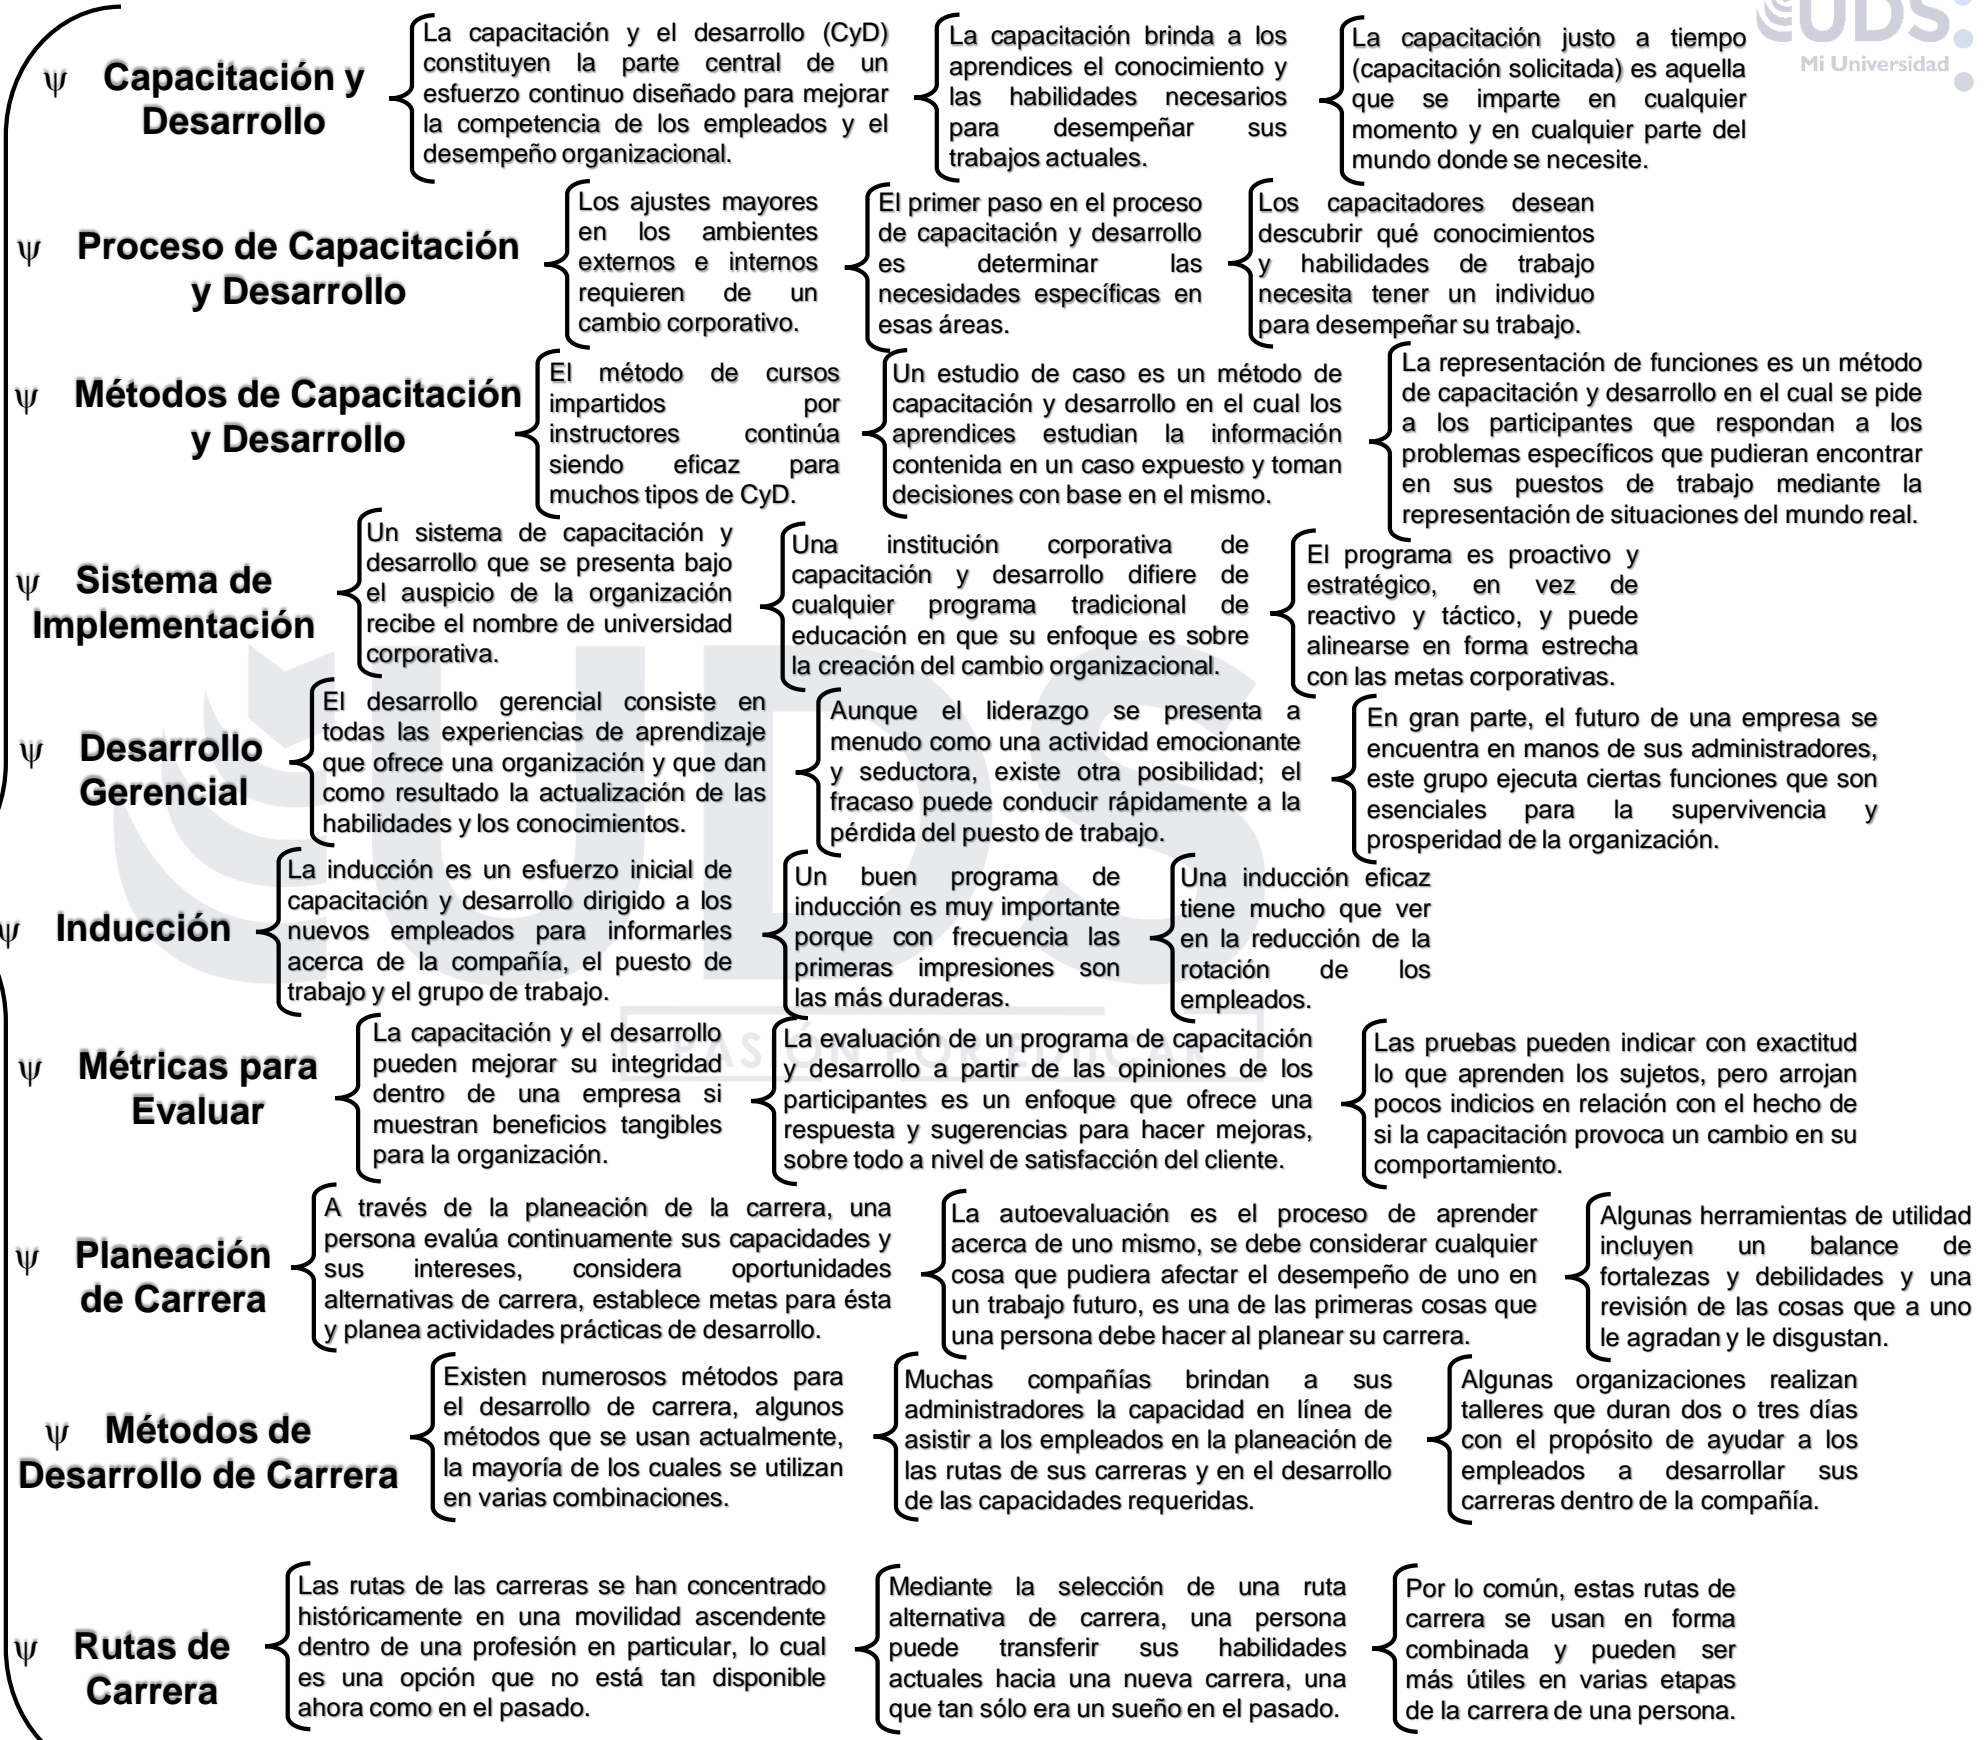 UDS
Mi Universidad
ψ Capacitación y
Desarrollo
La capacitación y el desarrollo (CyD)
constituyen la parte central de un
esfuerzo continuo diseñado para mejorar
la competencia de los empleados y el
desempeño organizacional.
La capacitación brinda a los
aprendices el conocimiento y
las habilidades necesarios
para desempeñar sus
trabajos actuales.
La capacitación justo a tiempo
(capacitación solicitada) es aquella
que se imparte en cualquier
momento y en cualquier parte del
mundo donde se necesite.
ψ Proceso de Capacitación
y Desarrollo
Los ajustes mayores
en los ambientes
externos e internos
requieren de un
cambio corporativo.
El primer paso en el proceso
de capacitación y desarrollo
es determinar las
necesidades específicas en
esas áreas.
Los capacitadores desean
descubrir qué conocimientos
y habilidades de trabajo
necesita tener un individuo
para desempeñar su trabajo.
ψ Métodos de Capacitación
y Desarrollo
El método de cursos
impartidos por
instructores continúa
siendo eficaz para
muchos tipos de CyD.
Un estudio de caso es un método de
capacitación y desarrollo en el cual los
aprendices estudian la información
contenida en un caso expuesto y toman
decisiones con base en el mismo.
La representación de funciones es un método
de capacitación y desarrollo en el cual se pide
a los participantes que respondan a los
problemas específicos que pudieran encontrar
en sus puestos de trabajo mediante la
representación de situaciones del mundo real.
ψ Sistema de
Implementación
Un sistema de capacitación y
desarrollo que se presenta bajo
el auspicio de la organización
recibe el nombre de universidad
corporativa.
Una institución corporativa de
capacitación y desarrollo difiere de
cualquier programa tradicional de
educación en que su enfoque es sobre
la creación del cambio organizacional.
El programa es proactivo y
estratégico, en vez de
reactivo y táctico, y puede
alinearse en forma estrecha
con las metas corporativas.
ψ Desarrollo
Gerencial
El desarrollo gerencial consiste en
todas las experiencias de aprendizaje
que ofrece una organización y que dan
como resultado la actualización de las
habilidades y los conocimientos.
Aunque el liderazgo se presenta a
menudo como una actividad emocionante
y seductora, existe otra posibilidad; el
fracaso puede conducir rápidamente a la
pérdida del puesto de trabajo.
En gran parte, el futuro de una empresa se
encuentra en manos de sus administradores,
este grupo ejecuta ciertas funciones que son
esenciales para la supervivencia y
prosperidad de la organización.
ψ Inducción
La inducción es un esfuerzo inicial de
capacitación y desarrollo dirigido a los
nuevos empleados para informarles
acerca de la compañía, el puesto de
trabajo y el grupo de trabajo.
Un buen programa de
inducción es muy importante
porque con frecuencia las
primeras impresiones son
las más duraderas.
Una inducción eficaz
tiene mucho que ver
en la reducción de la
rotación de los
empleados.
UDS
PASIÓN POR EDUCAR
ψ Métricas para
Evaluar
La capacitación y el desarrollo
pueden mejorar su integridad
dentro de una empresa si
muestran beneficios tangibles
para la organización.
La evaluación de un programa de capacitación
y desarrollo a partir de las opiniones de los
participantes es un enfoque que ofrece una
respuesta y sugerencias para hacer mejoras,
sobre todo a nivel de satisfacción del cliente.
Las pruebas pueden indicar con exactitud
lo que aprenden los sujetos, pero arrojan
pocos indicios en relación con el hecho de
si la capacitación provoca un cambio en su
comportamiento.
ψ Planeación
de Carrera
A través de la planeación de la carrera, una
persona evalúa continuamente sus capacidades y
sus intereses, considera oportunidades
alternativas de carrera, establece metas para ésta
y planea actividades prácticas de desarrollo.
La autoevaluación es el proceso de aprender
acerca de uno mismo, se debe considerar cualquier
cosa que pudiera afectar el desempeño de uno en
un trabajo futuro, es una de las primeras cosas que
una persona debe hacer al planear su carrera.
Algunas herramientas de utilidad
incluyen un balance de
fortalezas y debilidades y una
revisión de las cosas que a uno
le agradan y le disgustan.
ψ Métodos de
Desarrollo de Carrera
Existen numerosos métodos para
el desarrollo de carrera, algunos
métodos que se usan actualmente,
la mayoría de los cuales se utilizan
en varias combinaciones.
Muchas compañías brindan a sus
administradores la capacidad en línea de
asistir a los empleados en la planeación de
las rutas de sus carreras y en el desarrollo
de las capacidades requeridas.
Algunas organizaciones realizan
talleres que duran dos o tres días
con el propósito de ayudar a los
empleados a desarrollar sus
carreras dentro de la compañía.
ψ Rutas de
Carrera
Las rutas de las carreras se han concentrado
históricamente en una movilidad ascendente
dentro de una profesión en particular, lo cual
es una opción que no está tan disponible
ahora como en el pasado.
Mediante la selección de una ruta
alternativa de carrera, una persona
puede transferir sus habilidades
actuales hacia una nueva carrera, una
que tan sólo era un sueño en el pasado.
Por lo común, estas rutas de
carrera se usan en forma
combinada y pueden ser
más útiles en varias etapas
de la carrera de una persona.